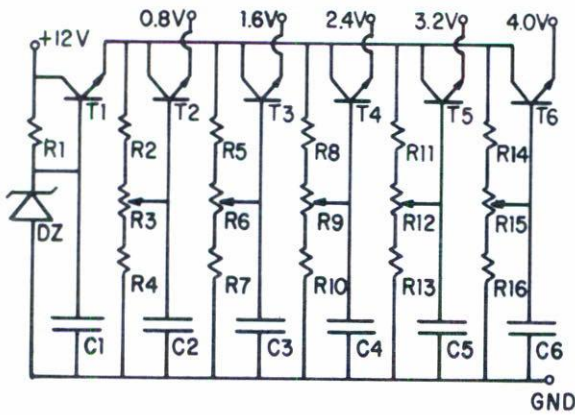 0.8V 1.6V 2.4V 3.2V 4.0V
+12V
T1 T2 T3 T4 T5 T6
R1 R2 R5 R8 R11 R14
R3 R6 R9 R12 R15
DZ
R4 R7 R10 R13 R16
C1 C2 C3 C4 C5 C6
GND